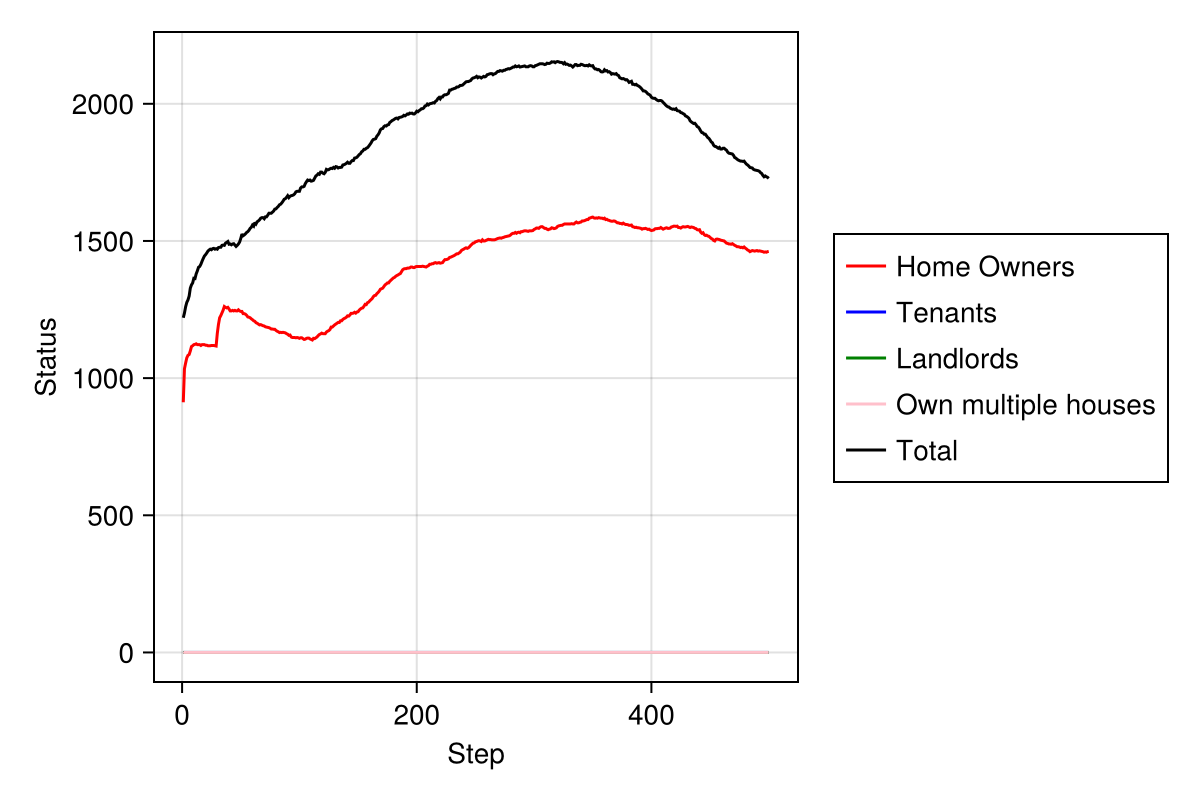 Status
2000
1500
1000
500
0
0 200 400
Step
Home Owners
Tenants
Landlords
Own multiple houses
Total